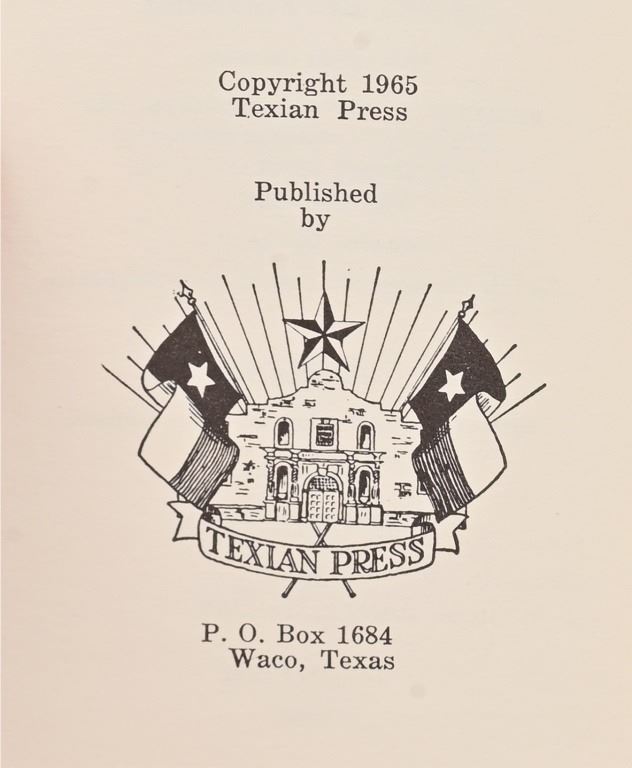 Copyright 1965
Texian Press
Published
by
TEXIAN PRESS
P. O. Box 1684
Waco, Texas